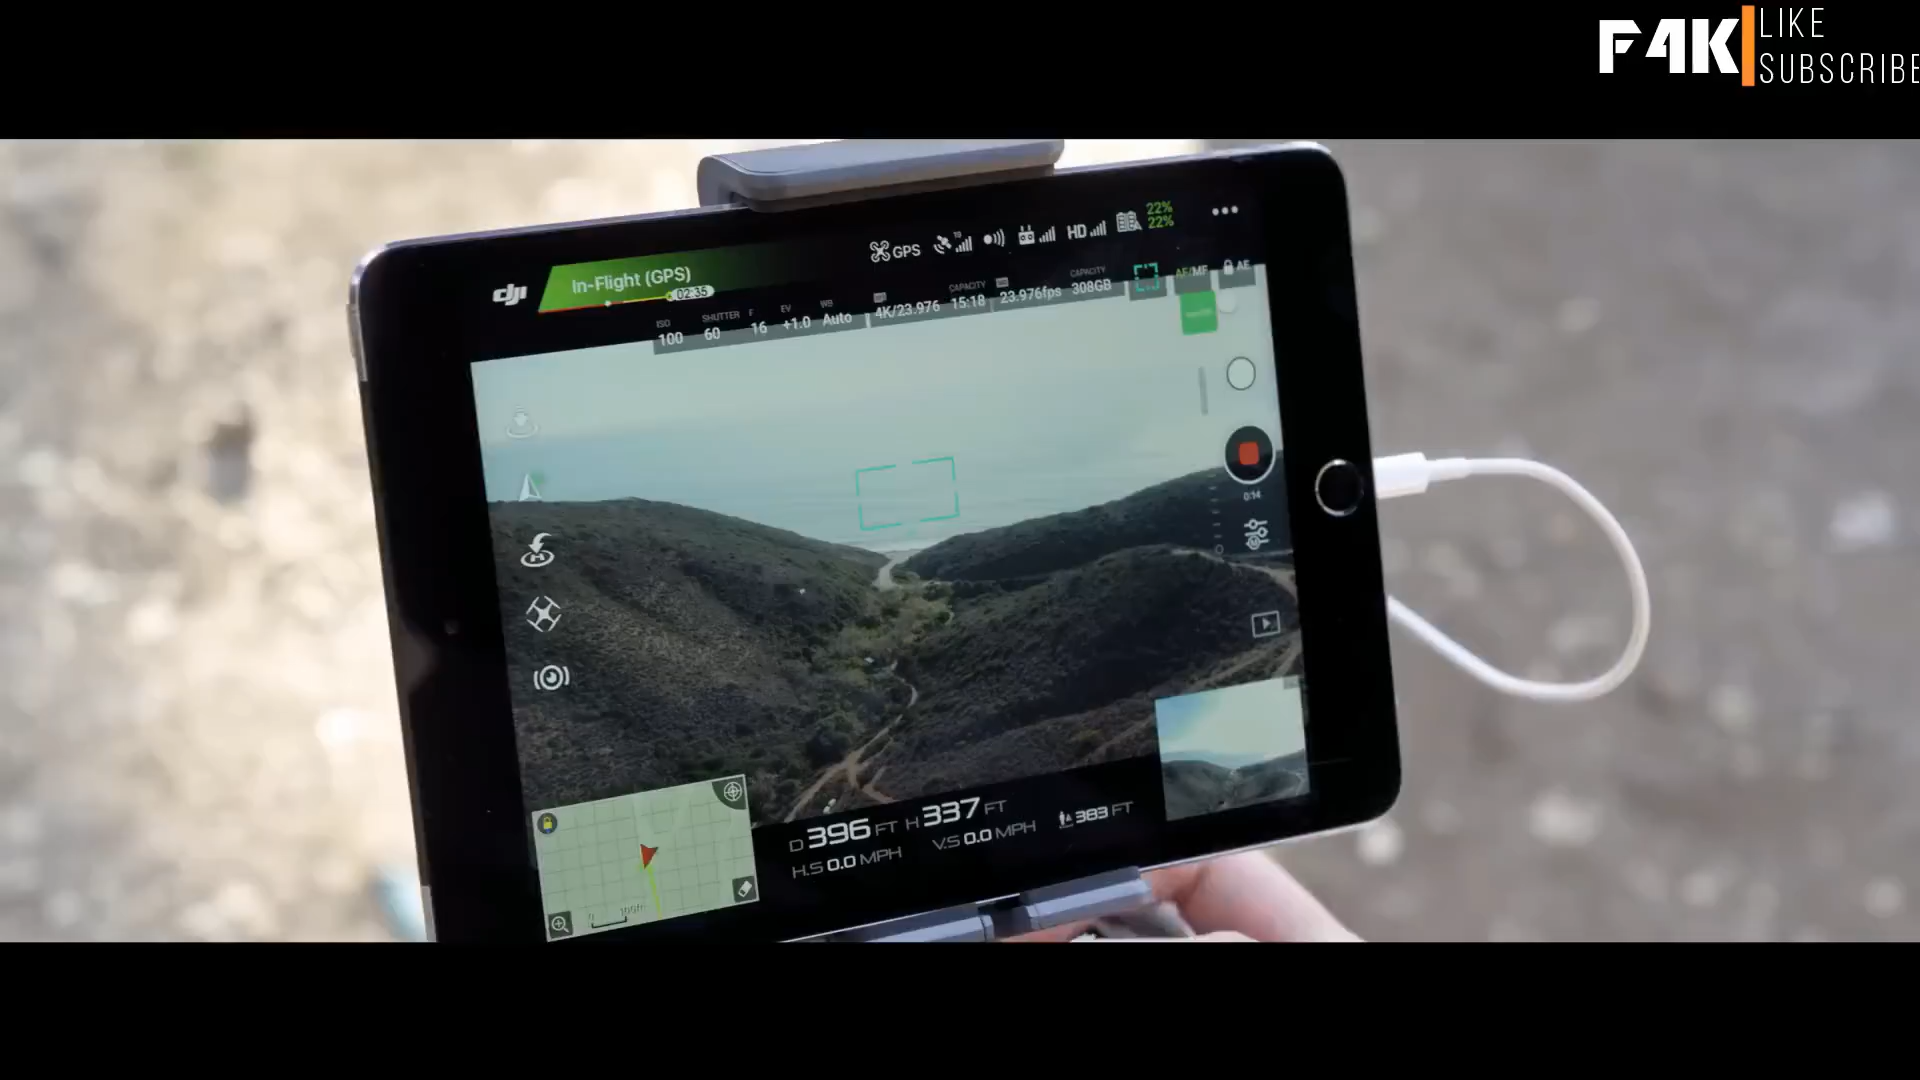 F4K
LIKE
SUBSCRIBE
dji
In-Flight (GPS)
02:35
GPS
HD
22%
22%
ISO
100
SHUTTER
60
F
16
EV
+1.0
WB
Auto
4K/23.976
CAPACITY
15:18
23.976fps
CAPACITY
308GB
AF/MF
AE
0:14
D 396 FT H 337 FT
H.S 0.0 MPH V.S 0.0 MPH 383 FT
0 100ft